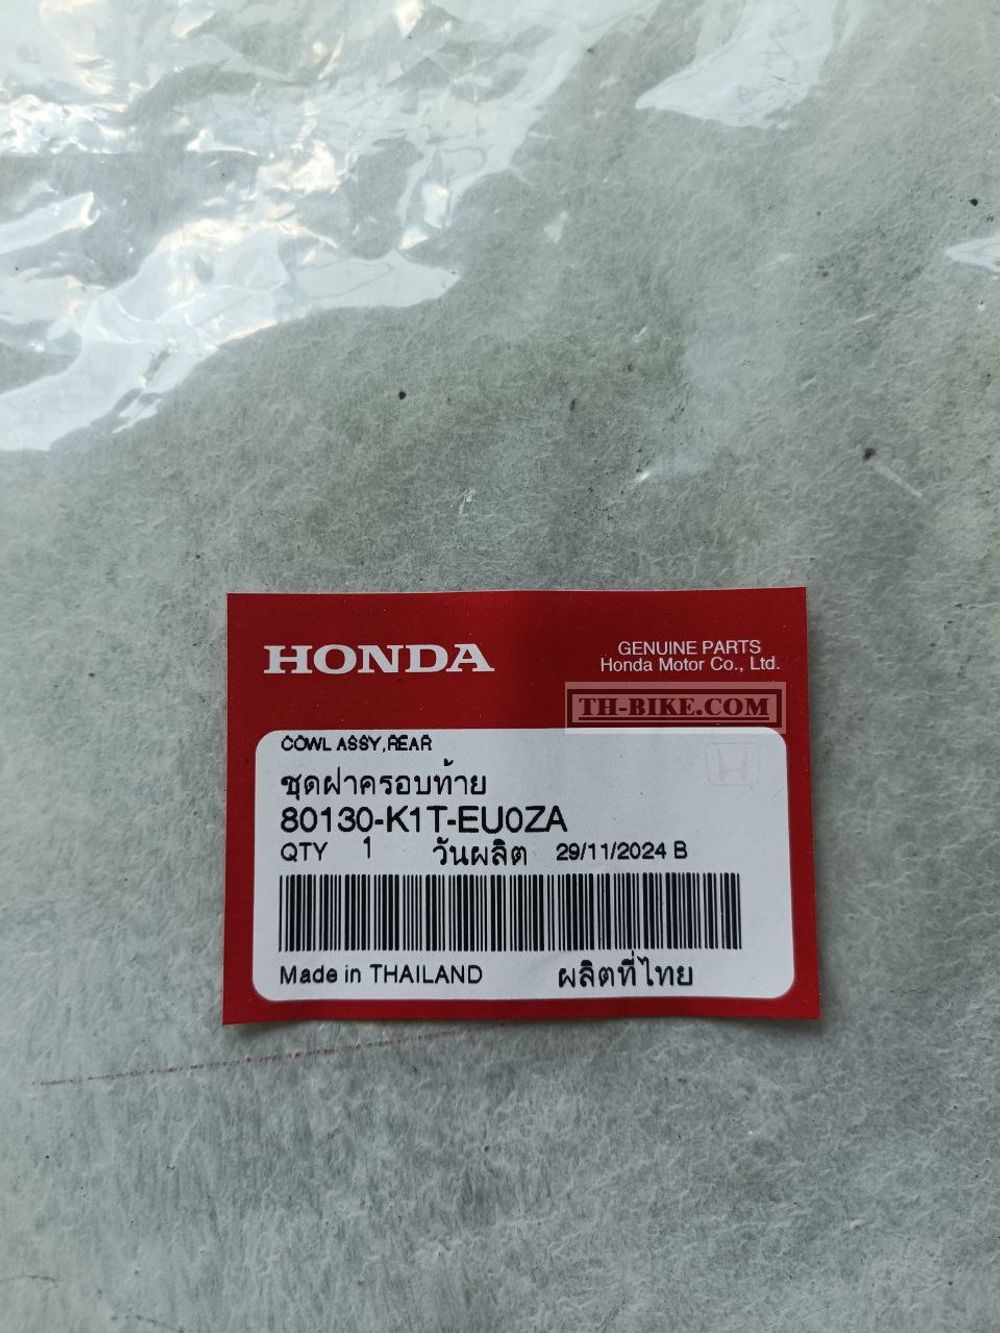 HONDA
GENUINE PARTS
Honda Motor Co., Ltd.
TH-BIKE.COM
COWL ASSY,REAR
ชุดฝาครอบท้าย
80130-K1T-EU0ZA
QTY 1 วันผลิต 29/11/2024 B
Made in THAILAND ผลิตที่ไทย